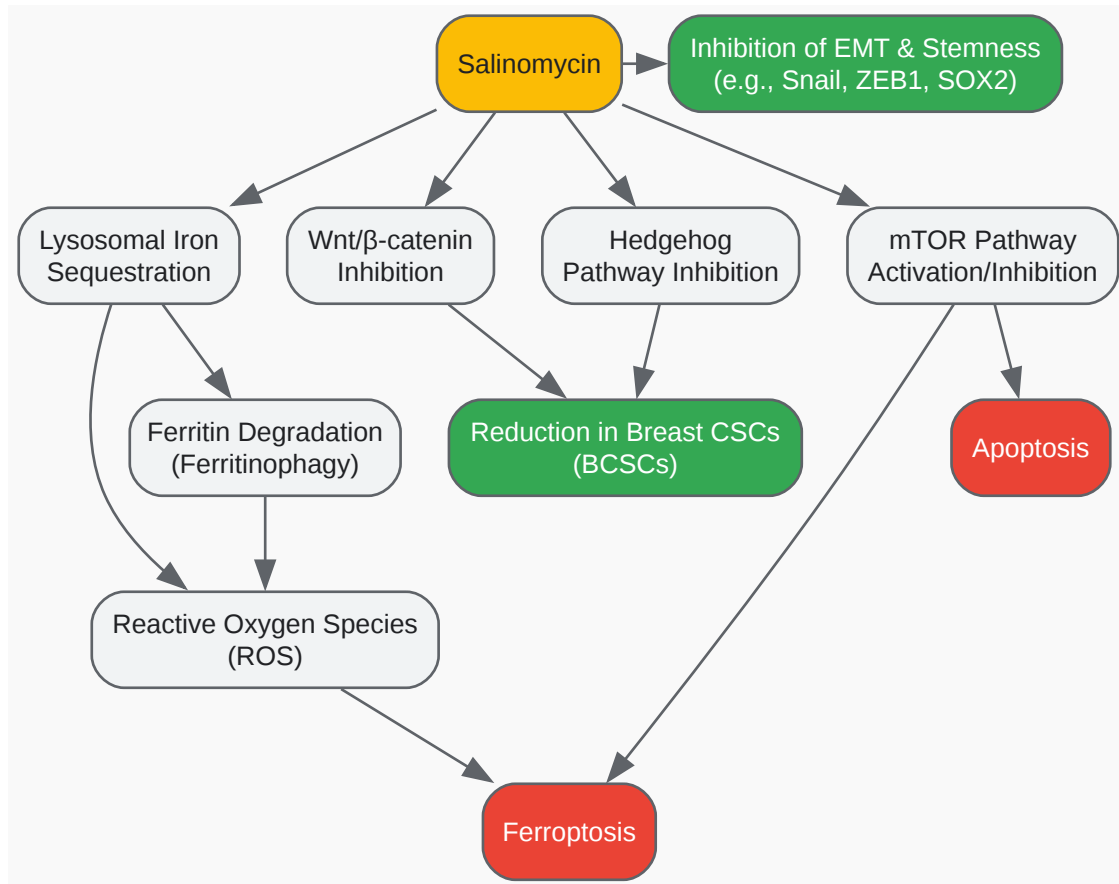 Salinomycin
Inhibition of EMT & Stemness
(e.g., Snail, ZEB1, SOX2)
Lysosomal Iron
Sequestration
Wnt/β-catenin
Inhibition
Hedgehog
Pathway Inhibition
mTOR Pathway
Activation/Inhibition
Ferritin Degradation
(Ferritinophagy)
Reduction in Breast CSCs
(BCSCs)
Apoptosis
Reactive Oxygen Species
(ROS)
Ferroptosis